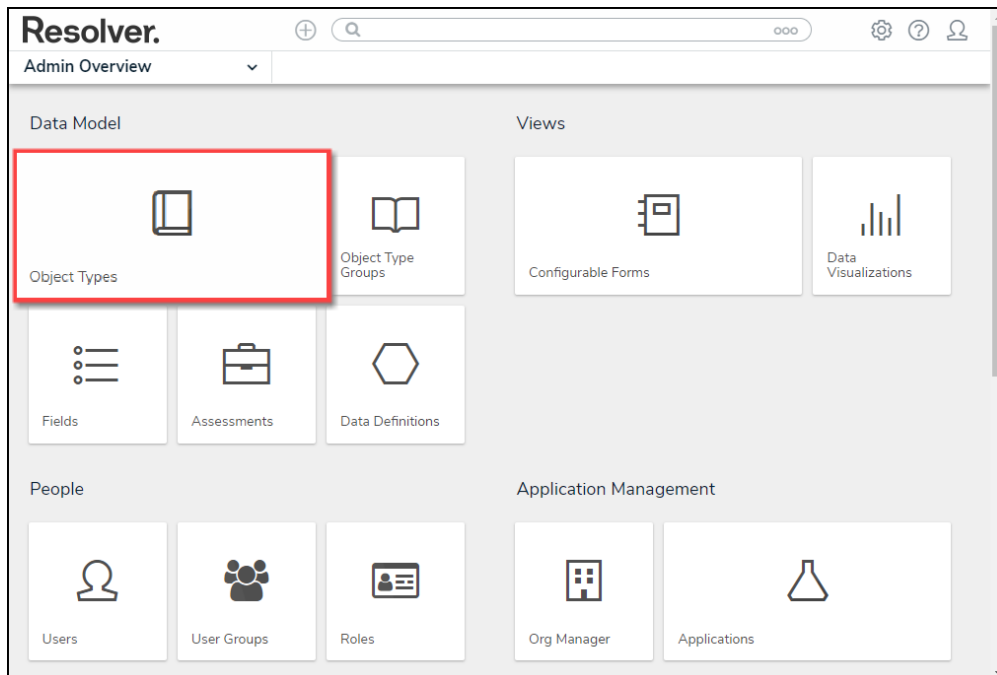 Resolver.
Admin Overview
Data Model
Object Types
Object Type
Groups
Fields
Assessments
Data Definitions
Views
Configurable Forms
Data
Visualizations
People
Users
User Groups
Roles
Application Management
Org Manager
Applications